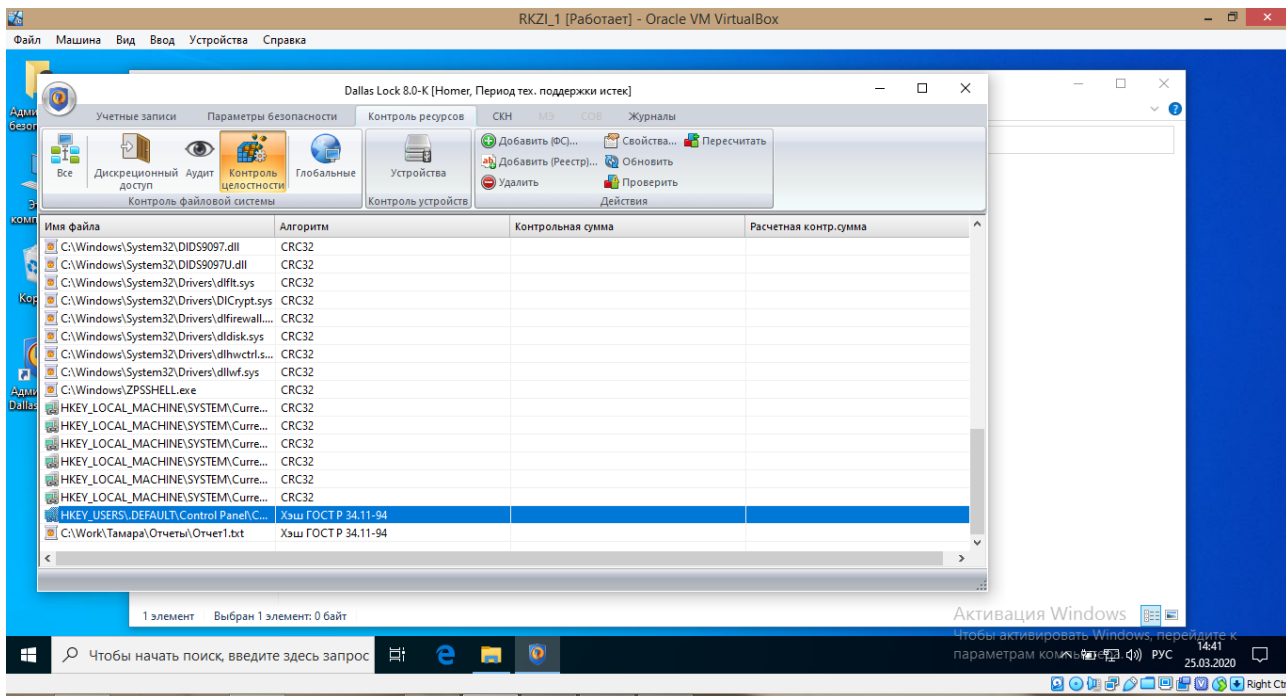 RKZI_1 [Работает] - Oracle VM VirtualBox
Файл Машина Вид Ввод Устройства Справка
Dallas Lock 8.0-K [Homer, Период тех. поддержки истек]
Учетные записи Параметры безопасности Контроль ресурсов СКН МЭ СОВ Журналы
Все
Дискреционный доступ
Аудит
Контроль целостности
Глобальные
Контроль файловой системы
Устройства
Контроль устройств
Добавить (ФС)... Свойства... Пересчитать
Добавить (Реестр)... Обновить
Удалить Проверить
Действия
Имя файла Алгоритм Контрольная сумма Расчетная контр.сумма
C:\Windows\System32\DIDS9097.dll CRC32
C:\Windows\System32\DIDS9097U.dll CRC32
C:\Windows\System32\Drivers\dlflt.sys CRC32
C:\Windows\System32\Drivers\DlCrypt.sys CRC32
C:\Windows\System32\Drivers\dlfirewall.... CRC32
C:\Windows\System32\Drivers\dldisk.sys CRC32
C:\Windows\System32\Drivers\dlhwctrl.s... CRC32
C:\Windows\System32\Drivers\dllwf.sys CRC32
C:\Windows\ZPSSHELL.exe CRC32
HKEY_LOCAL_MACHINE\SYSTEM\Curre... CRC32
HKEY_LOCAL_MACHINE\SYSTEM\Curre... CRC32
HKEY_LOCAL_MACHINE\SYSTEM\Curre... CRC32
HKEY_LOCAL_MACHINE\SYSTEM\Curre... CRC32
HKEY_LOCAL_MACHINE\SYSTEM\Curre... CRC32
HKEY_LOCAL_MACHINE\SYSTEM\Curre... CRC32
HKEY_USERS\.DEFAULT\Control Panel\C... Хэш ГОСТ Р 34.11-94
C:\Work\Тамара\Отчеты\Отчет1.txt Хэш ГОСТ Р 34.11-94
1 элемент Выбран 1 элемент: 0 байт
Активация Windows
Чтобы активировать Windows, перейдите к
параметрам
Чтобы начать поиск, введите здесь запрос
РУС
14:41
25.03.2020
Right Ct